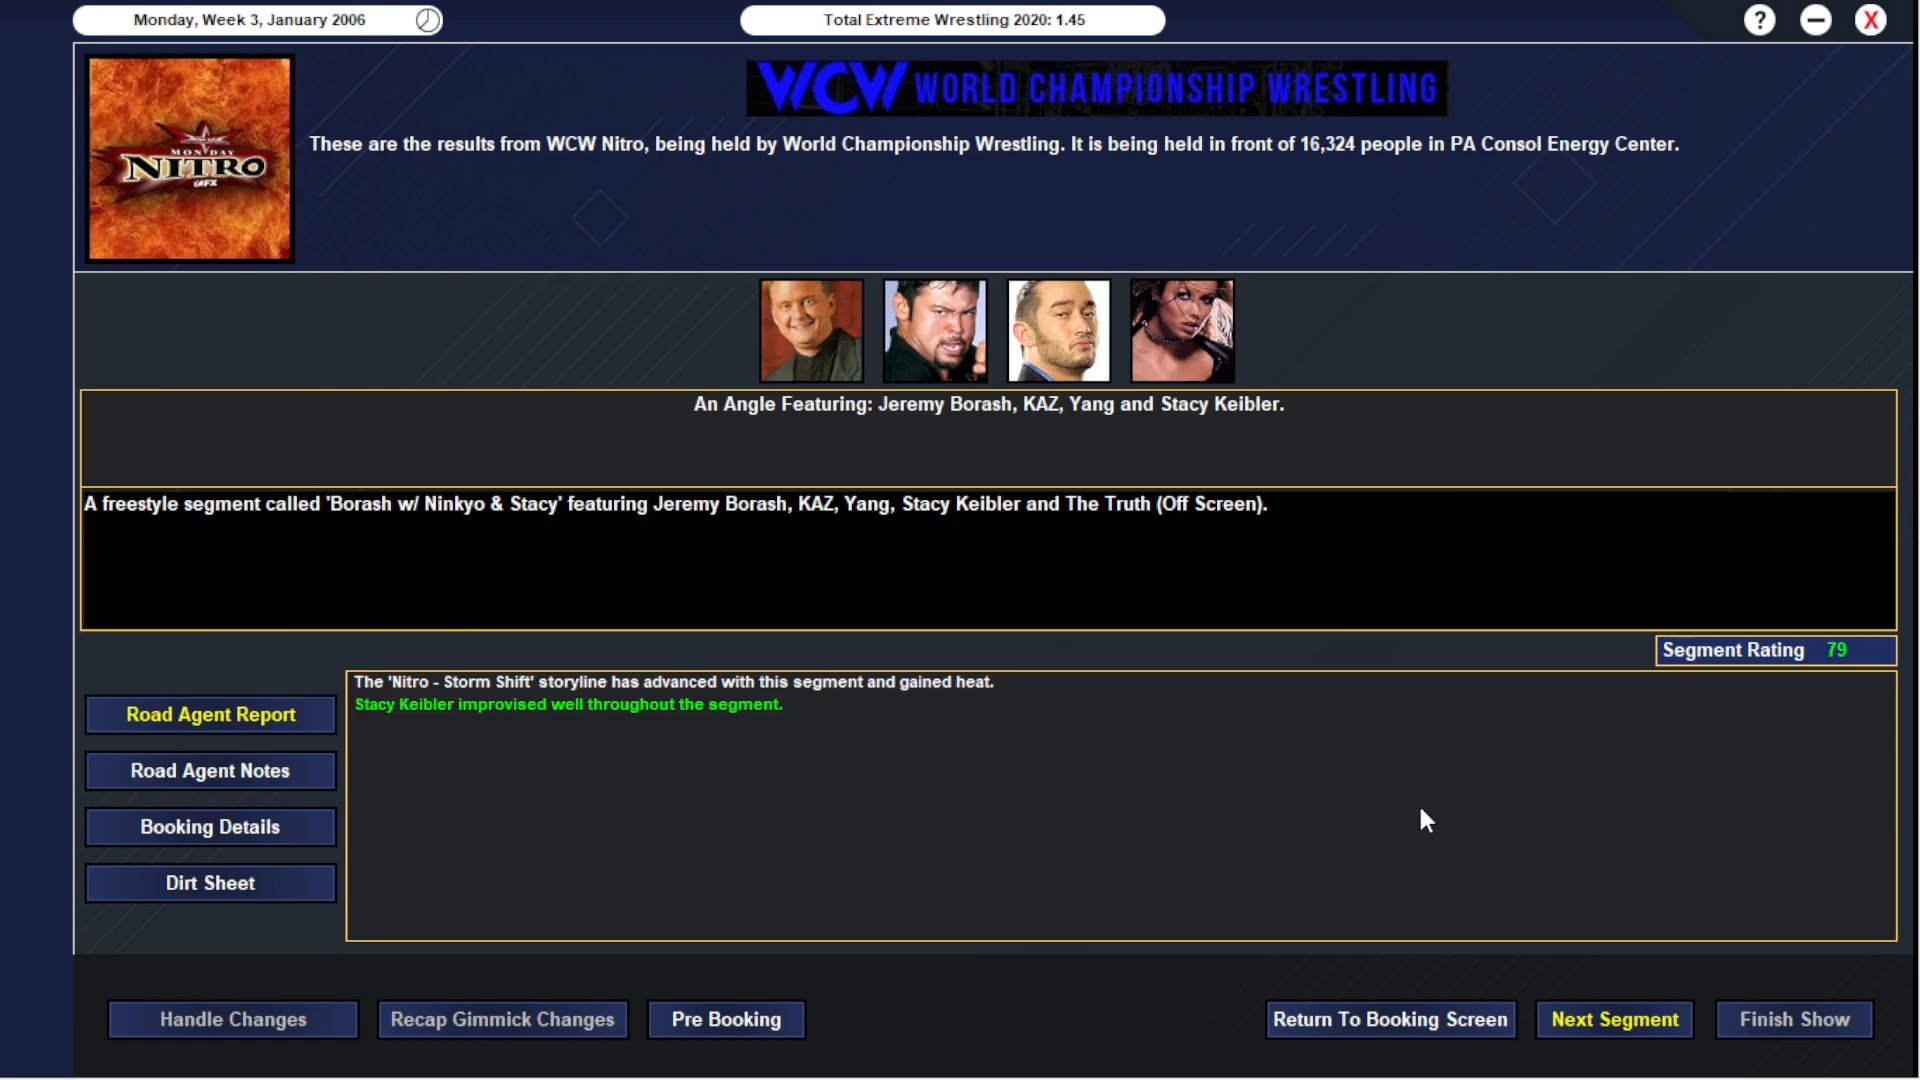 Monday, Week 3, January 2006
Total Extreme Wrestling 2020: 1.45
?
X
MONDAY
NITRO
WCW WORLD CHAMPIONSHIP WRESTLING
These are the results from WCW Nitro, being held by World Championship Wrestling. It is being held in front of 16,324 people in PA Consol Energy Center.
An Angle Featuring: Jeremy Borash, KAZ, Yang and Stacy Keibler.
A freestyle segment called 'Borash w/ Ninkyo & Stacy' featuring Jeremy Borash, KAZ, Yang, Stacy Keibler and The Truth (Off Screen).
Segment Rating 79
The 'Nitro - Storm Shift' storyline has advanced with this segment and gained heat.
Stacy Keibler improvised well throughout the segment.
Road Agent Report
Road Agent Notes
Booking Details
Dirt Sheet
Handle Changes
Recap Gimmick Changes
Pre Booking
Return To Booking Screen
Next Segment
Finish Show